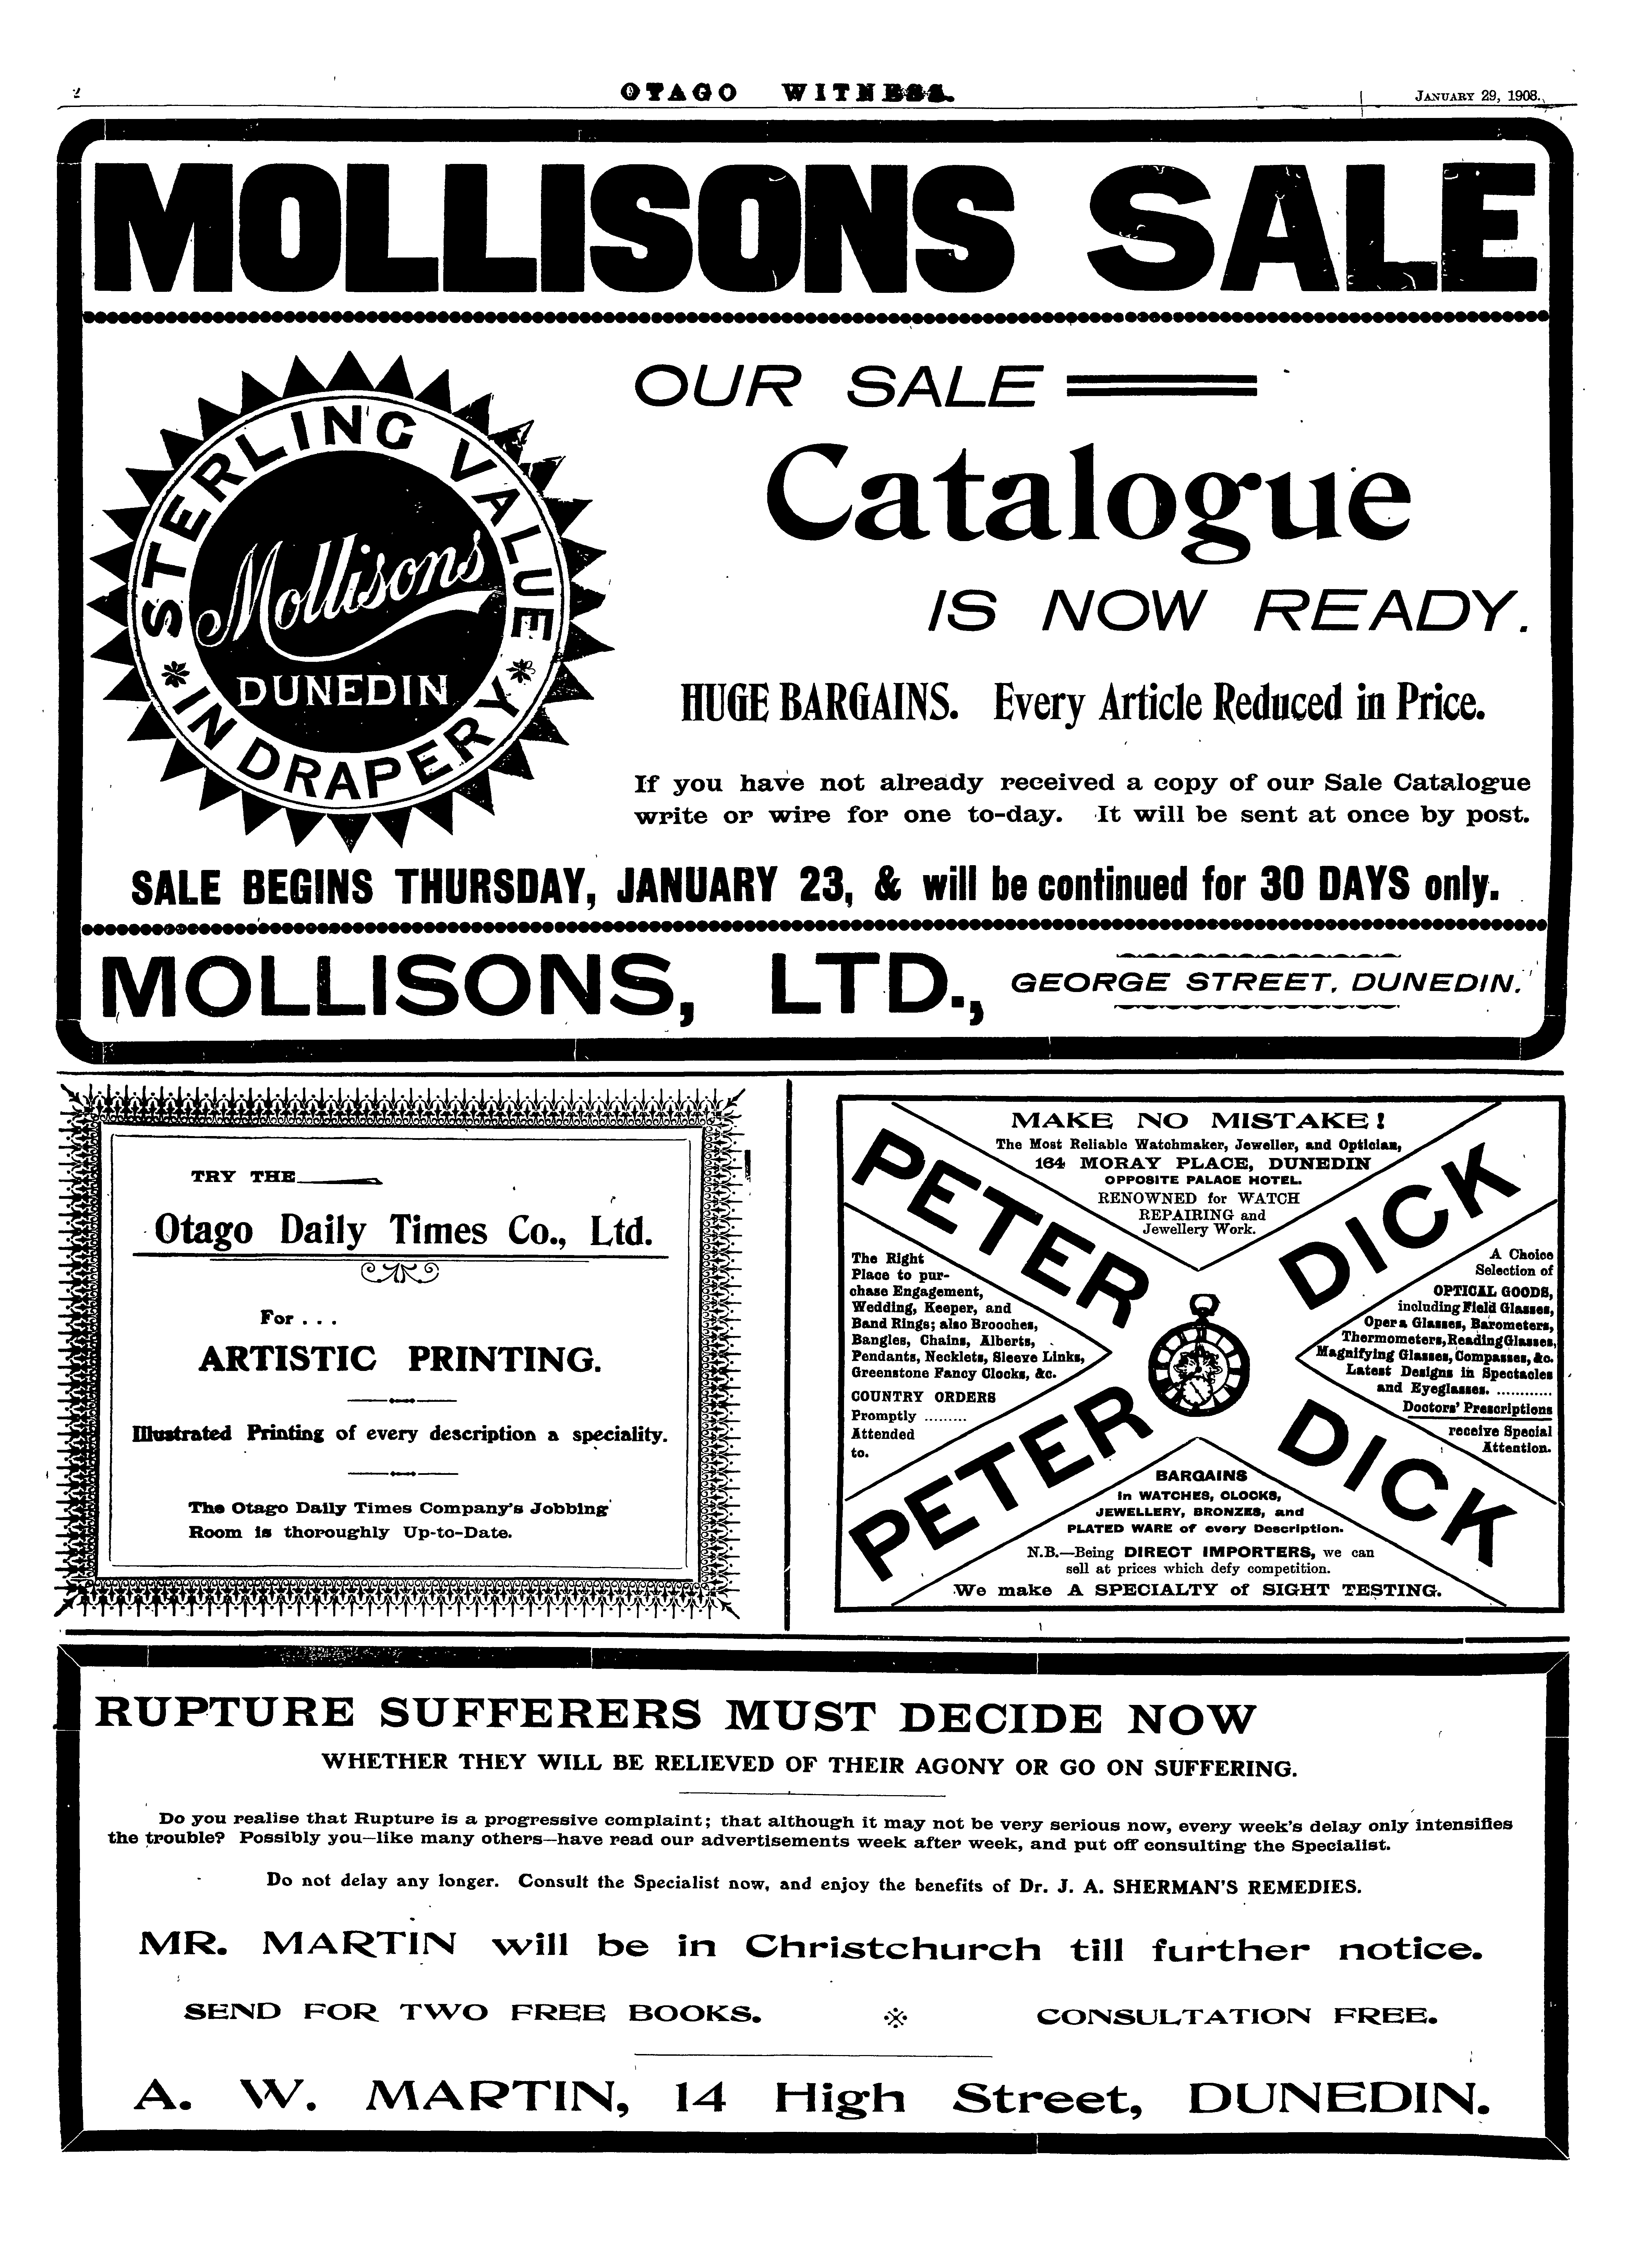 2
OTAGO WITNESS.
JANUARY 29, 1908.
MOLLISONS SALE
STERLING VALUE
Mollisons
DUNEDIN
IN DRAPERY
OUR SALE
Catalogue
IS NOW READY.
HUGE BARGAINS. Every Article Reduced in Price.
If you have not already received a copy of our Sale Catalogue
write or wire for one to-day. It will be sent at once by post.
SALE BEGINS THURSDAY, JANUARY 23, & will be continued for 30 DAYS only.
MOLLISONS, LTD., GEORGE STREET, DUNEDIN.
TRY THE
Otago Daily Times Co., Ltd.
For . . .
ARTISTIC PRINTING.
Illustrated Printing of every description a speciality.
The Otago Daily Times Company's Jobbing
Room is thoroughly Up-to-Date.
MAKE NO MISTAKE!
The Most Reliable Watchmaker, Jeweller, and Optician,
164 MORAY PLACE, DUNEDIN
OPPOSITE PALACE HOTEL.
RENOWNED for WATCH
REPAIRING and
Jewellery Work.
PETER DICK
The Right
Place to pur-
chase Engagement,
Wedding, Keeper, and
Band Rings; also Brooches,
Bangles, Chains, Alberts,
Pendants, Necklets, Sleeve Links,
Greenstone Fancy Clocks, &c.
COUNTRY ORDERS
Promptly .........
Attended
to.
A Choice
Selection of
OPTICAL GOODS,
including Field Glasses,
Opera Glasses, Barometers,
Thermometers, Reading Glasses,
Magnifying Glasses, Compasses, &c.
Latest Designs in Spectacles
and Eyeglasses. ............
Doctors' Prescriptions
receive Special
Attention.
PETER DICK
BARGAINS
in WATCHES, CLOCKS,
JEWELLERY, BRONZES, and
PLATED WARE of every Description.
N.B.—Being DIRECT IMPORTERS, we can
sell at prices which defy competition.
We make A SPECIALTY of SIGHT TESTING.
RUPTURE SUFFERERS MUST DECIDE NOW
WHETHER THEY WILL BE RELIEVED OF THEIR AGONY OR GO ON SUFFERING.
Do you realise that Rupture is a progressive complaint; that although it may not be very serious now, every week's delay only intensifies
the trouble? Possibly you—like many others—have read our advertisements week after week, and put off consulting the Specialist.
Do not delay any longer. Consult the Specialist now, and enjoy the benefits of Dr. J. A. SHERMAN'S REMEDIES.
MR. MARTIN will be in Christchurch till further notice.
SEND FOR TWO FREE BOOKS. ※ CONSULTATION FREE.
A. W. MARTIN, 14 High Street, DUNEDIN.